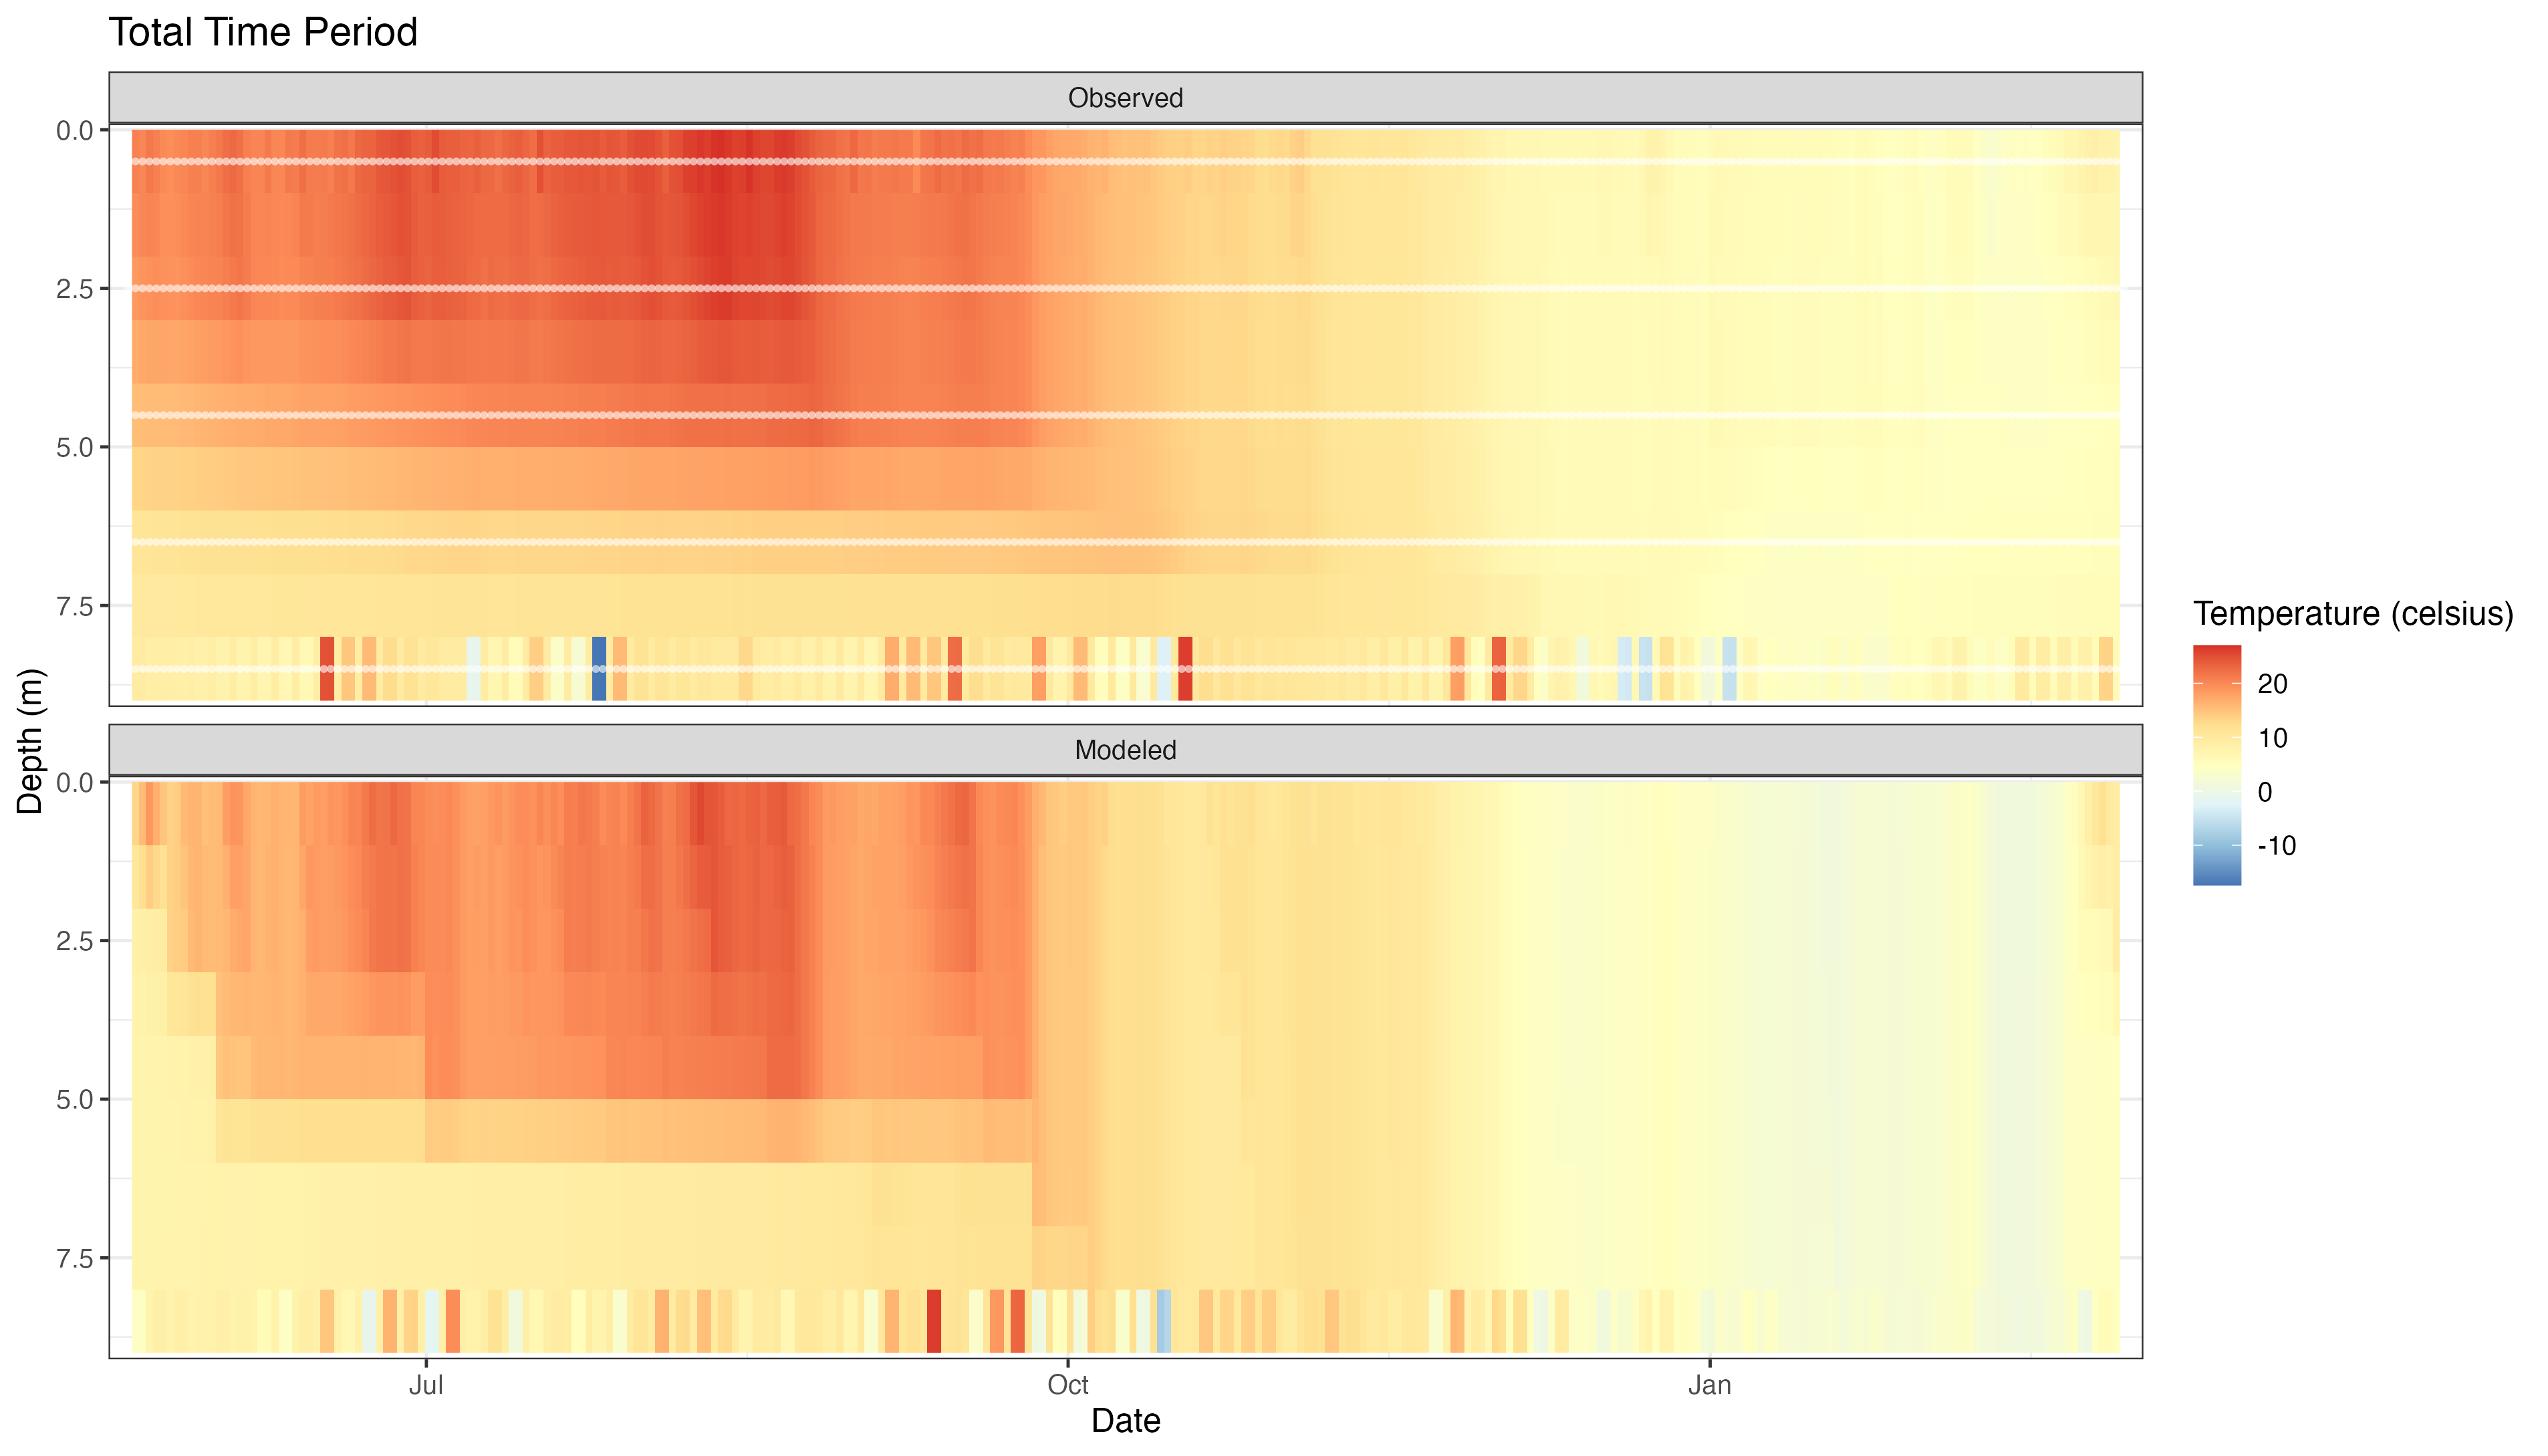 Total Time Period
Observed
0.0
2.5
5.0
7.5
Modeled
0.0
2.5
5.0
7.5
Depth (m)
Jul
Oct
Jan
Date
Temperature (celsius)
20
10
0
-10